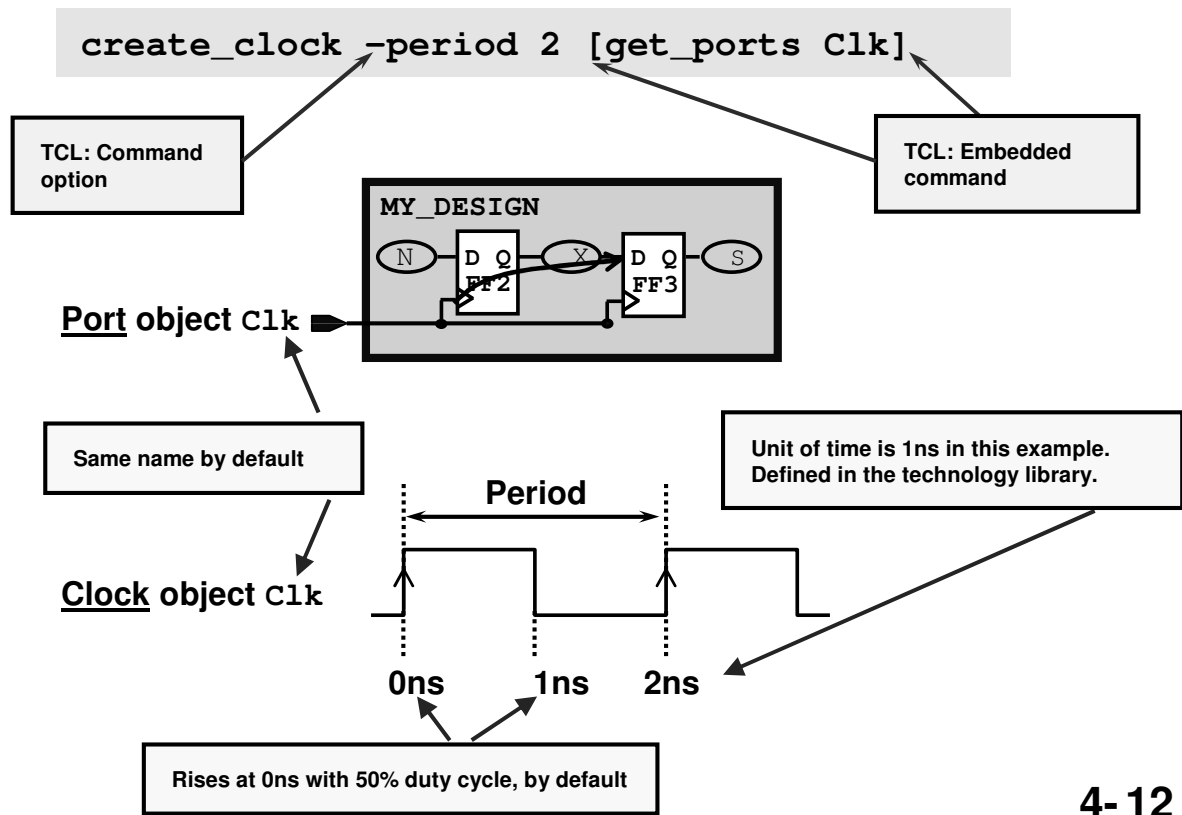 create_clock –period 2 [get_ports Clk]
TCL: Command
option
TCL: Embedded
command
MY_DESIGN
N
D Q
FF2
X
D Q
FF3
S
Port object Clk
Same name by default
Unit of time is 1ns in this example.
Defined in the technology library.
Period
Clock object Clk
0ns
1ns
2ns
Rises at 0ns with 50% duty cycle, by default
4- 12